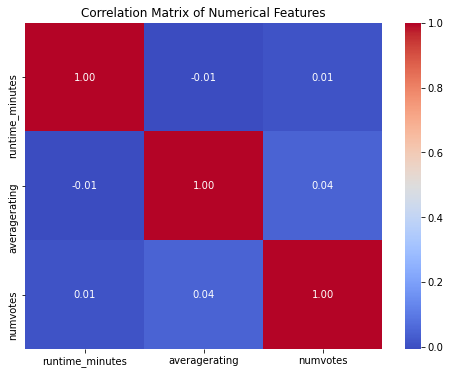 Correlation Matrix of Numerical Features
runtime_minutes
1.00
-0.01
0.01
averagerating
-0.01
1.00
0.04
numvotes
0.01
0.04
1.00
runtime_minutes
averagerating
numvotes
1.0
0.8
0.6
0.4
0.2
0.0